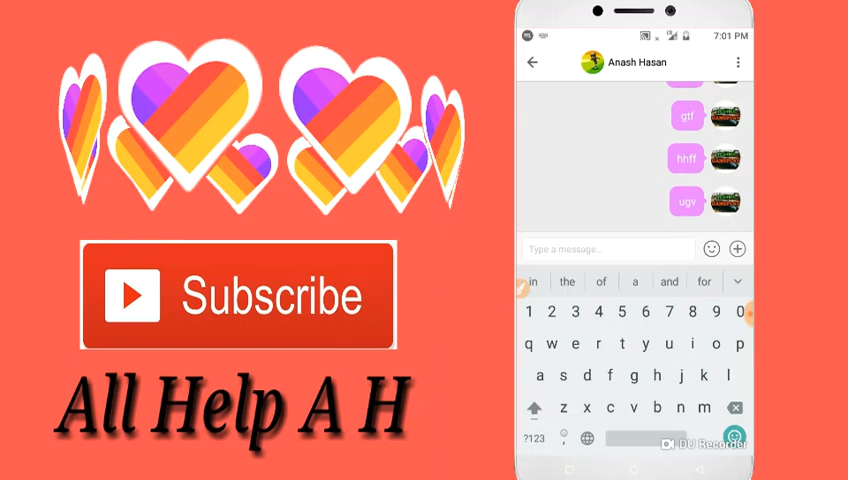 Subscribe
All Help A H
7:01 PM
Anash Hasan
gtf
hhff
ugv
Type a message...
in the of a and for
1 2 3 4 5 6 7 8 9 0
q w e r t y u i o p
a s d f g h j k l
z x c v b n m
?123 ,
DU Recorder